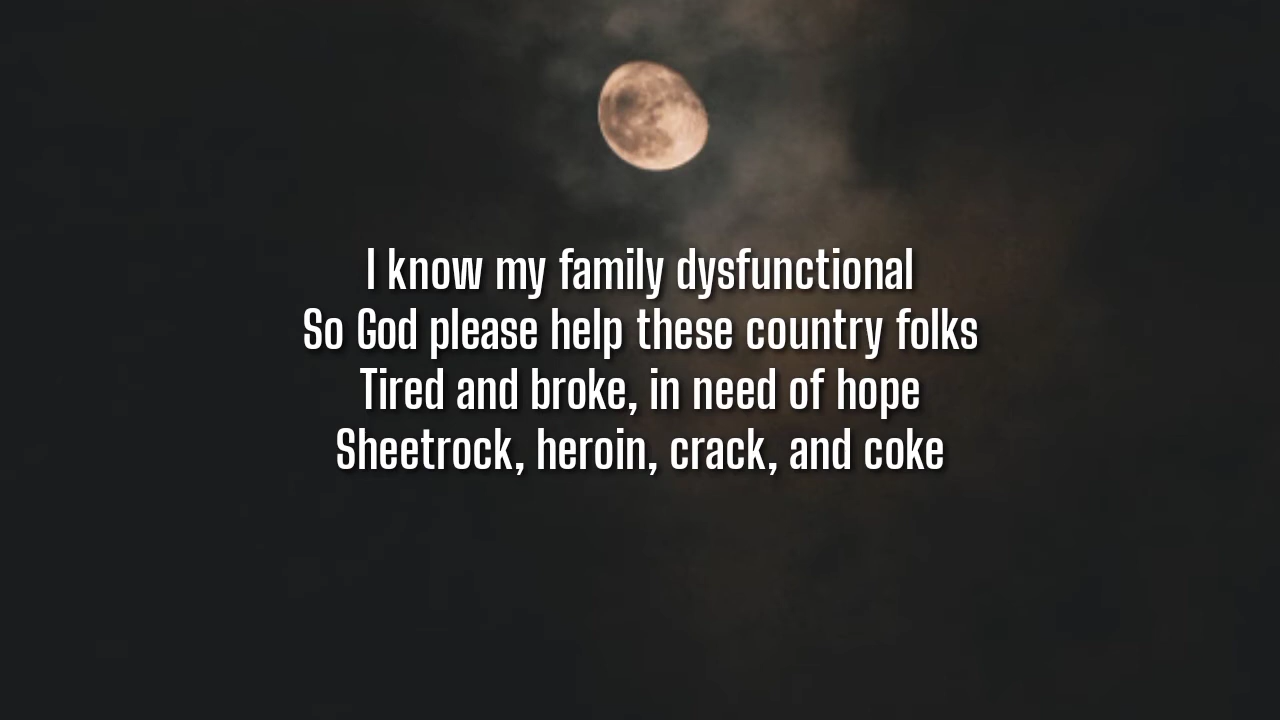 I know my family dysfunctional
So God please help these country folks
Tired and broke, in need of hope
Sheetrock, heroin, crack, and coke